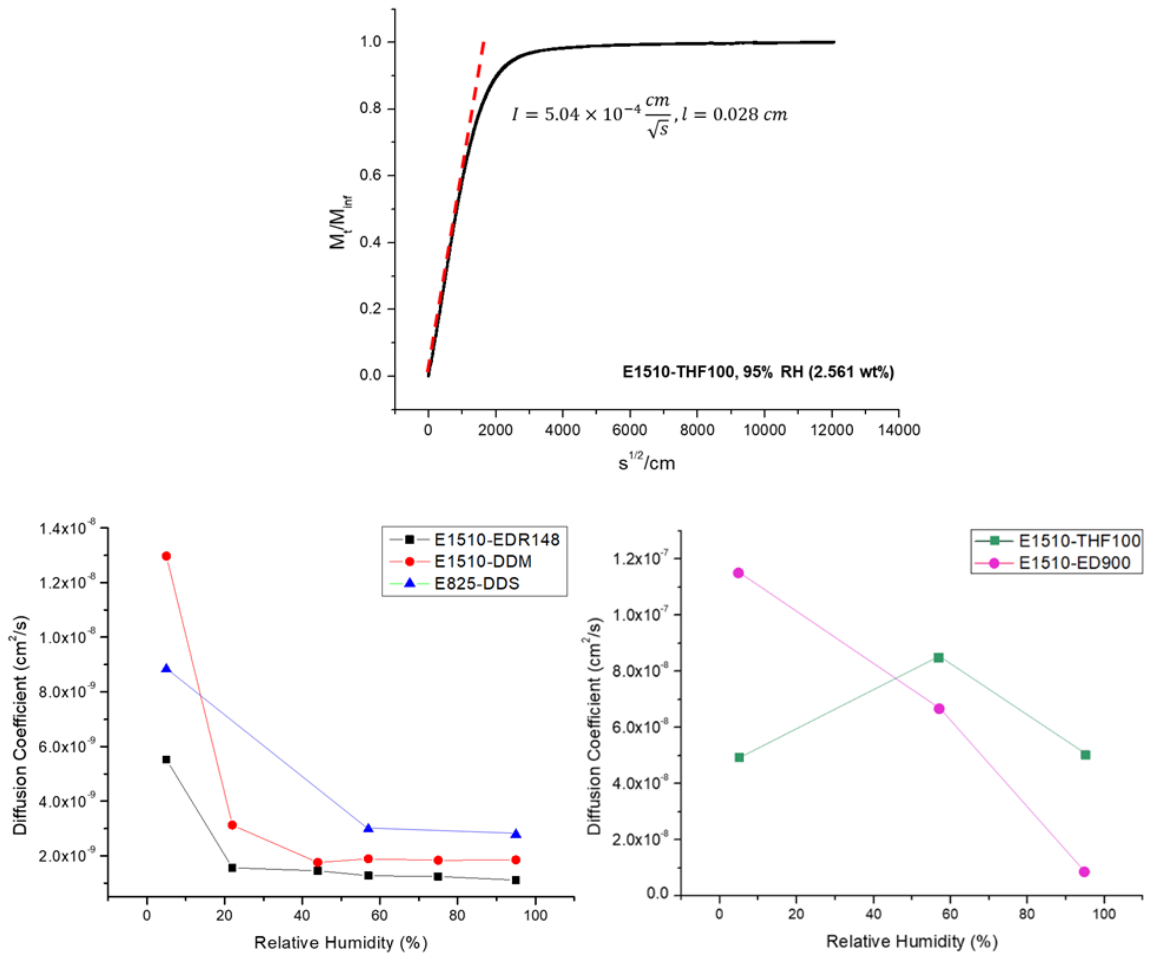 1.0
0.8
0.6
0.4
0.2
0.0
M_t/M_inf
I = 5.04 × 10⁻⁴ cm/√s, l = 0.028 cm
E1510-THF100, 95% RH (2.561 wt%)
0 2000 4000 6000 8000 10000 12000 14000
s^1/2/cm
1.4x10⁻⁸
1.2x10⁻⁸
1.0x10⁻⁸
8.0x10⁻⁹
6.0x10⁻⁹
4.0x10⁻⁹
2.0x10⁻⁹
Diffusion Coefficient (cm²/s)
E1510-EDR148
E1510-DDM
E825-DDS
0 20 40 60 80 100
Relative Humidity (%)
1.2x10⁻⁷
1.0x10⁻⁷
8.0x10⁻⁸
6.0x10⁻⁸
4.0x10⁻⁸
2.0x10⁻⁸
0.0
Diffusion Coefficient (cm²/s)
E1510-THF100
E1510-ED900
0 20 40 60 80 100
Relative Humidity (%)